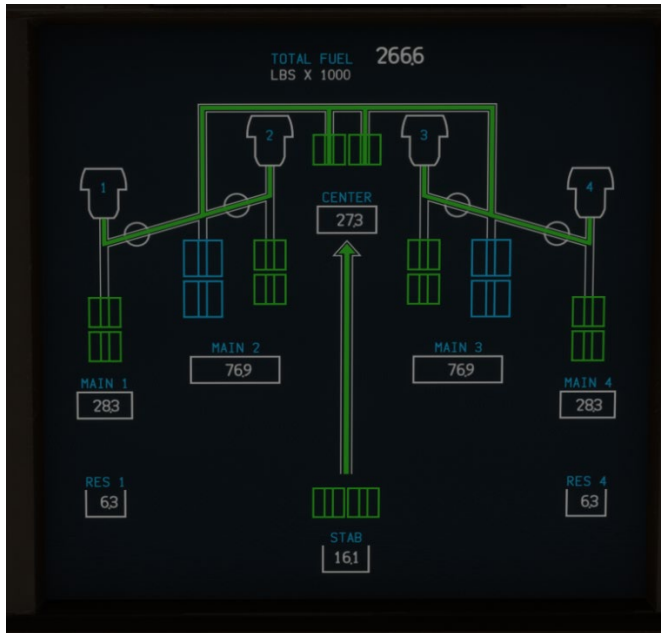 TOTAL FUEL 266.6
LBS X 1000
2 3
1 4
CENTER
27.3
MAIN 2 MAIN 3
76.9 76.9
MAIN 1 MAIN 4
28.3 28.3
RES 1 RES 4
6.3 6.3
STAB
16.1